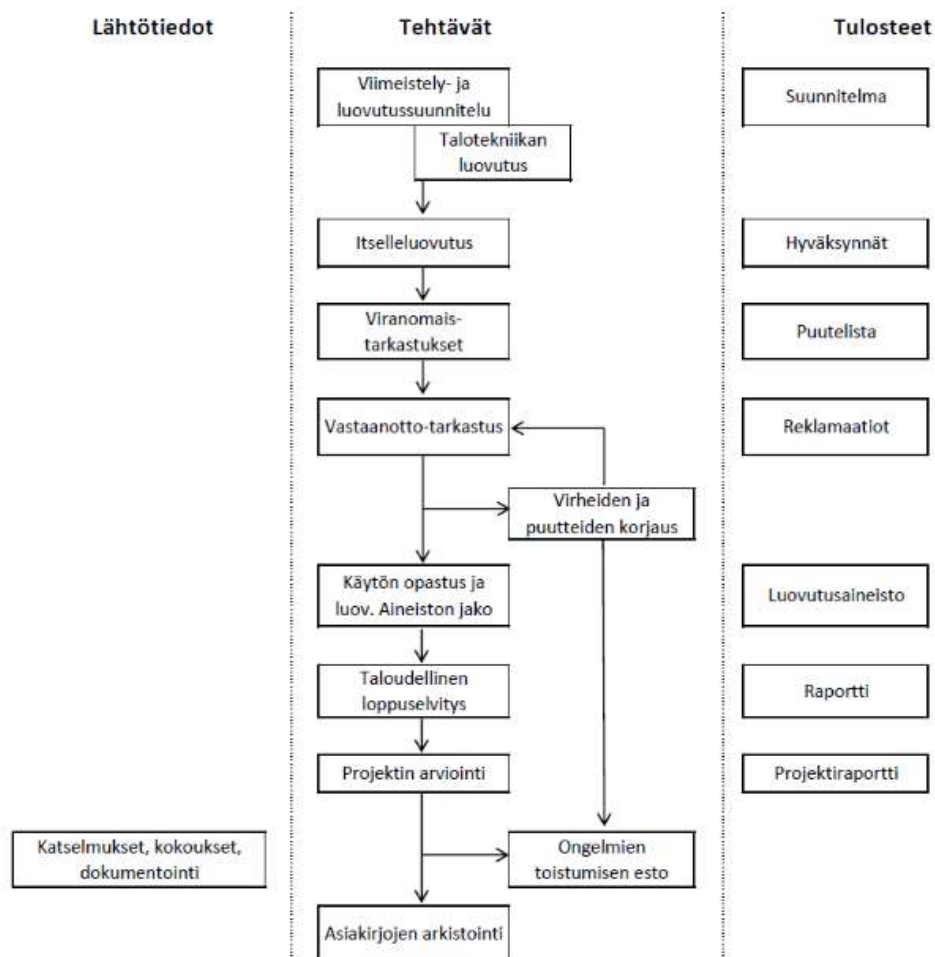 Lähtötiedot
Tehtävät
Tulosteet
Viimeistely- ja
luovutussuunnitelu
Suunnitelma
Talotekniikan
luovutus
Itselleluovutus
Hyväksynnät
Viranomais-
tarkastukset
Puutelista
Vastaanotto-tarkastus
Reklamaatiot
Virheiden ja
puutteiden korjaus
Käytön opastus ja
luov. Aineiston jako
Luovutusaineisto
Taloudellinen
loppuselvitys
Raportti
Projektin arviointi
Projektiraportti
Katselmukset, kokoukset,
dokumentointi
Ongelmien
toistumisen esto
Asiakirjojen arkistointi